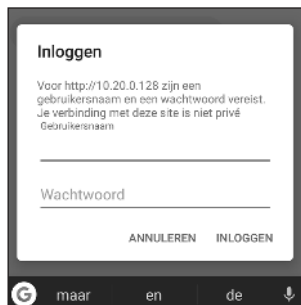 Inloggen
Voor http://10.20.0.128 zijn een
gebruikersnaam en een wachtwoord vereist.
Je verbinding met deze site is niet privé
Gebruikersnaam
Wachtwoord
ANNULEREN INLOGGEN
G maar en de